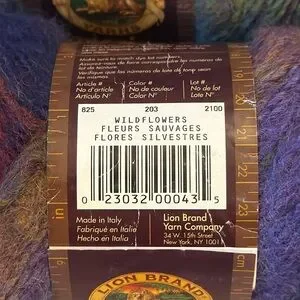 Make sure to match dye lot numbers.
Assurez-vous de faire correspondre les numéros de
lot de teinture.
Verifique que los números de lote de tono sean
los mismos.
Article # Color # Lot #
No d'article No de couleur No de lot
Articulo N° Color N° Lote N°
825 203 2100
WILDFLOWERS
FLEURS SAUVAGES
FLORES SILVESTRES
0 23032 00043 5
Made in Italy
Fabriqué en Italie
Hecho en Italia
Lion Brand
Yarn Company
34 W. 15th Street
New York, NY 10011
in
16
21
22
23
cm
LION BRAND